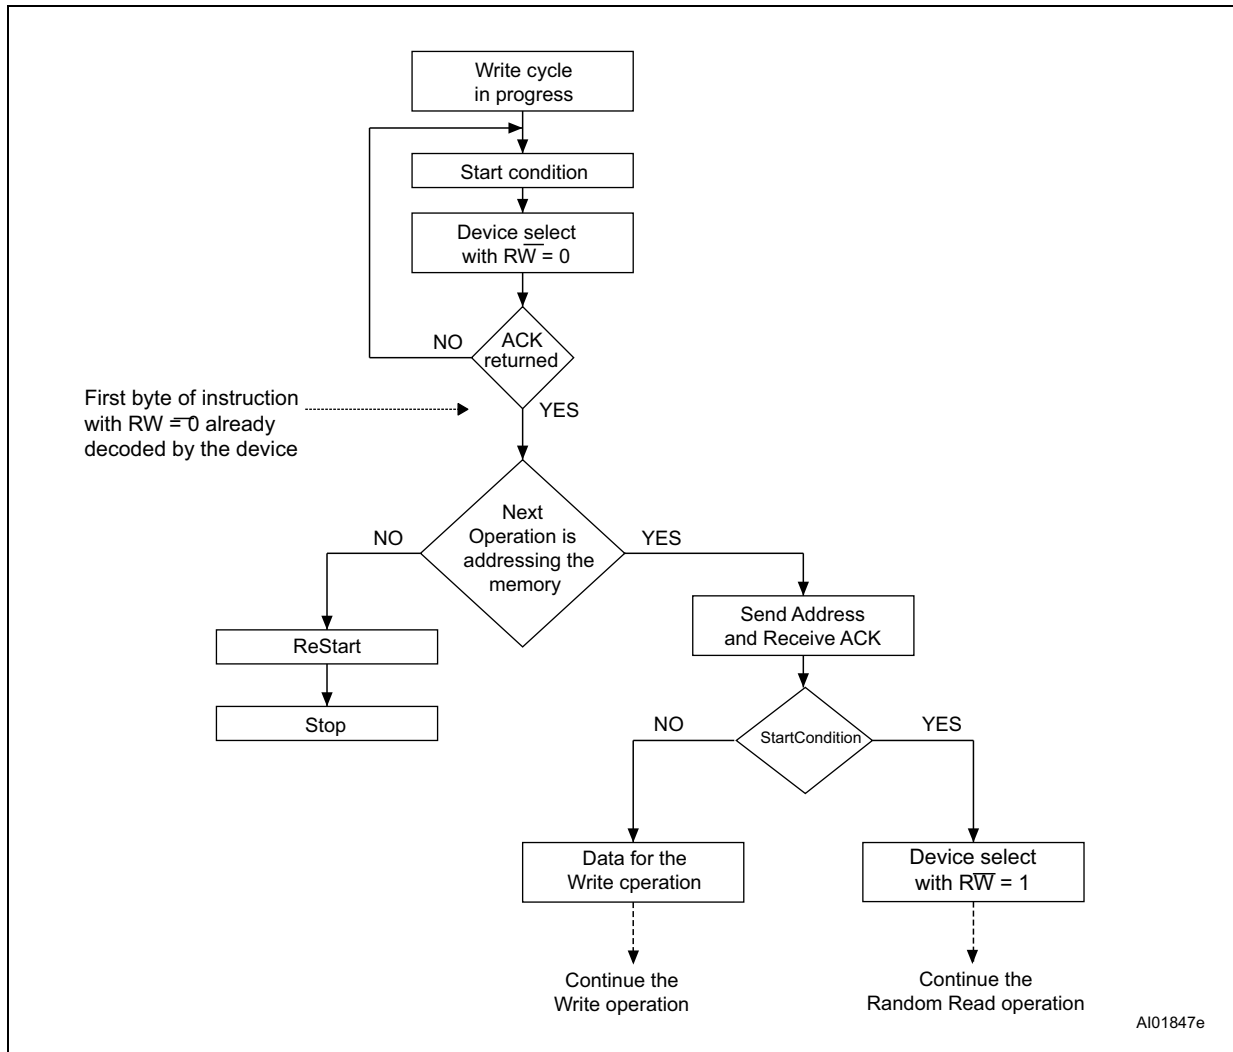 Write cycle
in progress
Start condition
Device select
with RW̅ = 0
NO
ACK
returned
YES
First byte of instruction
with RW = 0 already
decoded by the device
NO
Next
Operation is
addressing the
memory
YES
Send Address
and Receive ACK
ReStart
Stop
NO
StartCondition
YES
Data for the
Write cperation
Device select
with RW̅ = 1
Continue the
Write operation
Continue the
Random Read operation
AI01847e